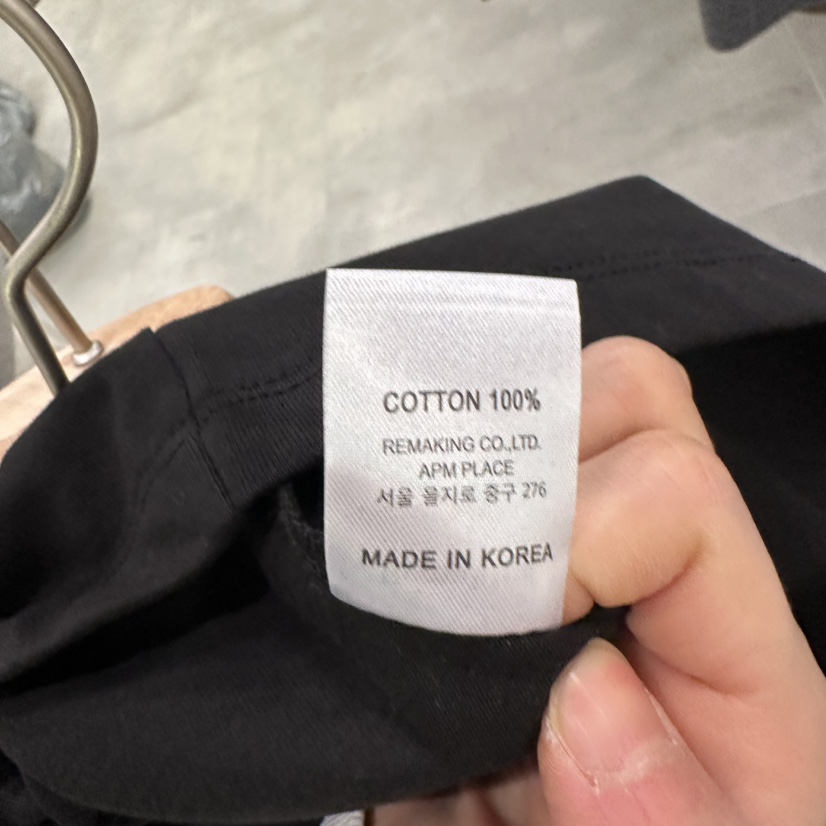 COTTON 100%
REMAKING CO.,LTD.
APM PLACE
서울 을지로 중구 276
MADE IN KOREA